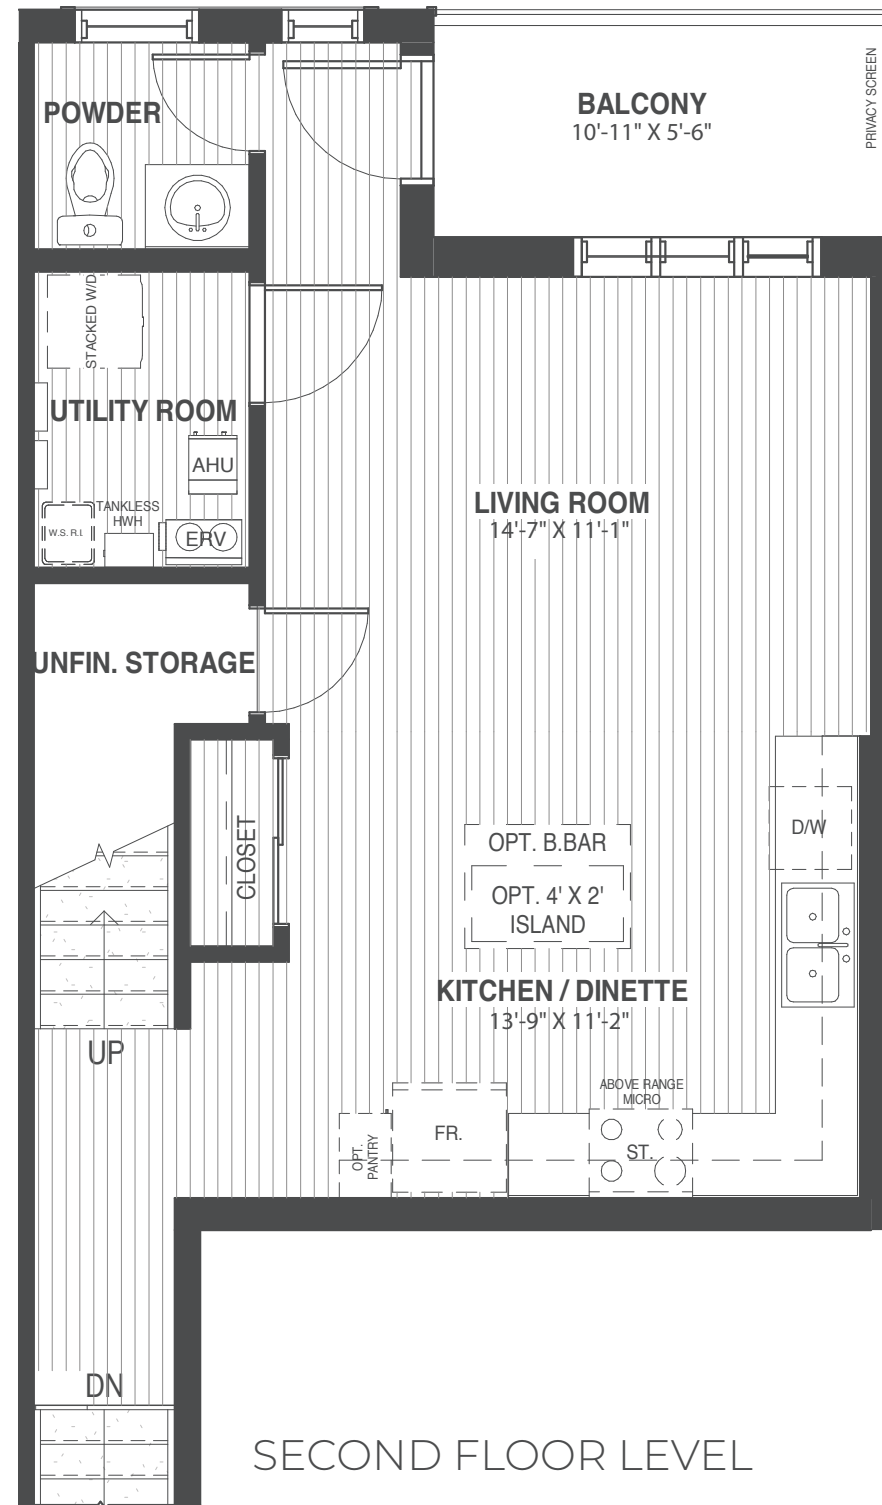 POWDER
BALCONY
10'-11" X 5'-6"
PRIVACY SCREEN
STACKED W/D
UTILITY ROOM
AHU
TANKLESS
HWH
W.S. R.I.
ERV
LIVING ROOM
14'-7" X 11'-1"
UNFIN. STORAGE
CLOSET
D/W
OPT. B.BAR
OPT. 4' X 2'
ISLAND
KITCHEN / DINETTE
13'-9" X 11'-2"
UP
ABOVE RANGE
MICRO
FR.
OPT.
PANTRY
ST.
DN
SECOND FLOOR LEVEL